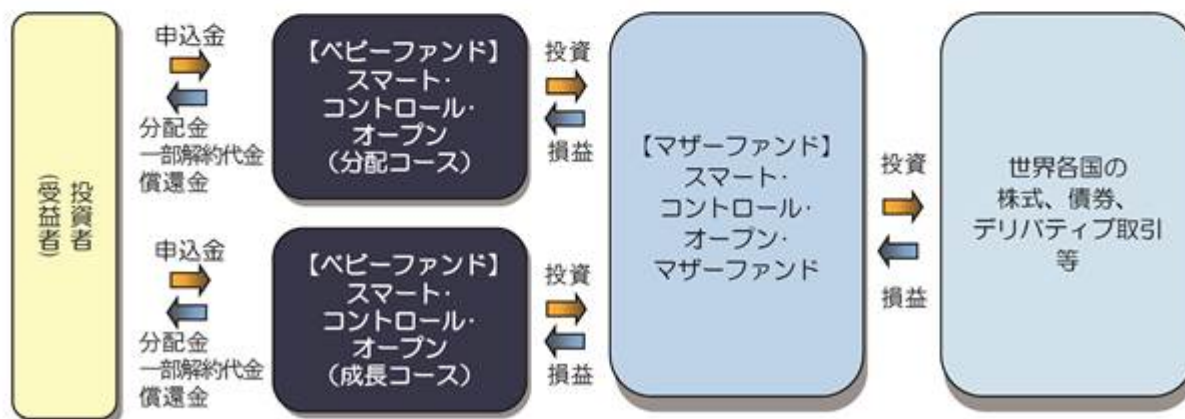 投資者
(受益者)
申込金
分配金
一部解約代金
償還金
【ベビーファンド】
スマート・
コントロール・
オープン
（分配コース）
投資
損益
申込金
分配金
一部解約代金
償還金
【ベビーファンド】
スマート・
コントロール・
オープン
（成長コース）
投資
損益
【マザーファンド】
スマート・
コントロール・
オープン・
マザーファンド
投資
損益
世界各国の
株式、債券、
デリバティブ取引
等